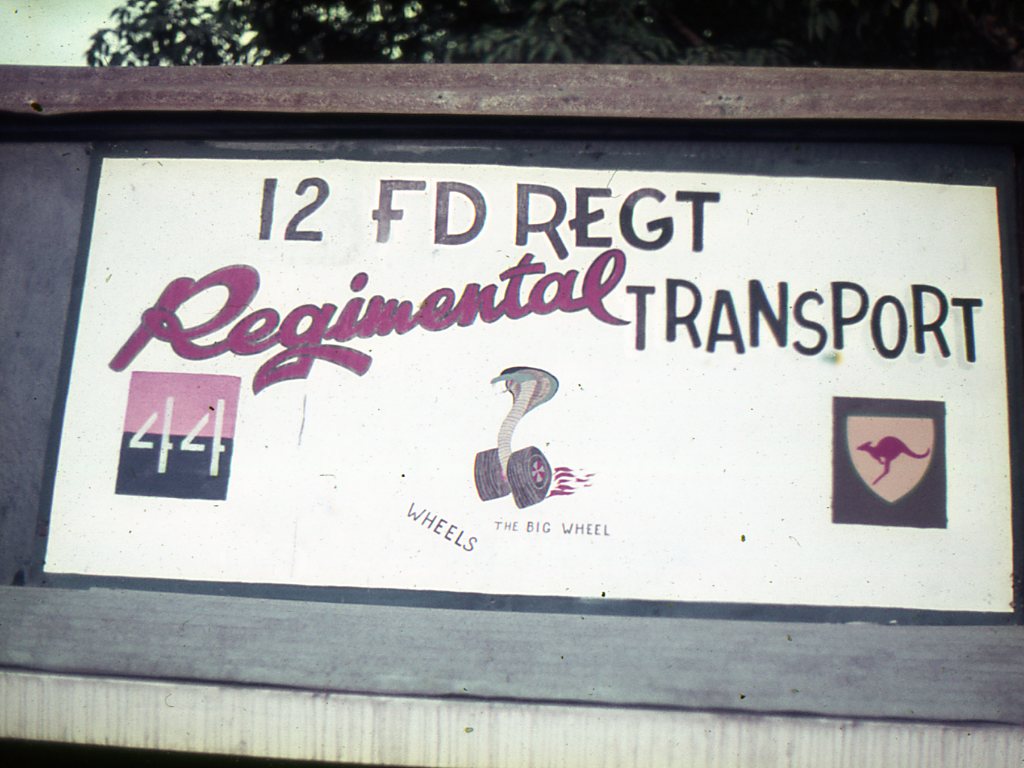 12 FD REGT
Regimental TRANSPORT
44
WHEELS
THE BIG WHEEL